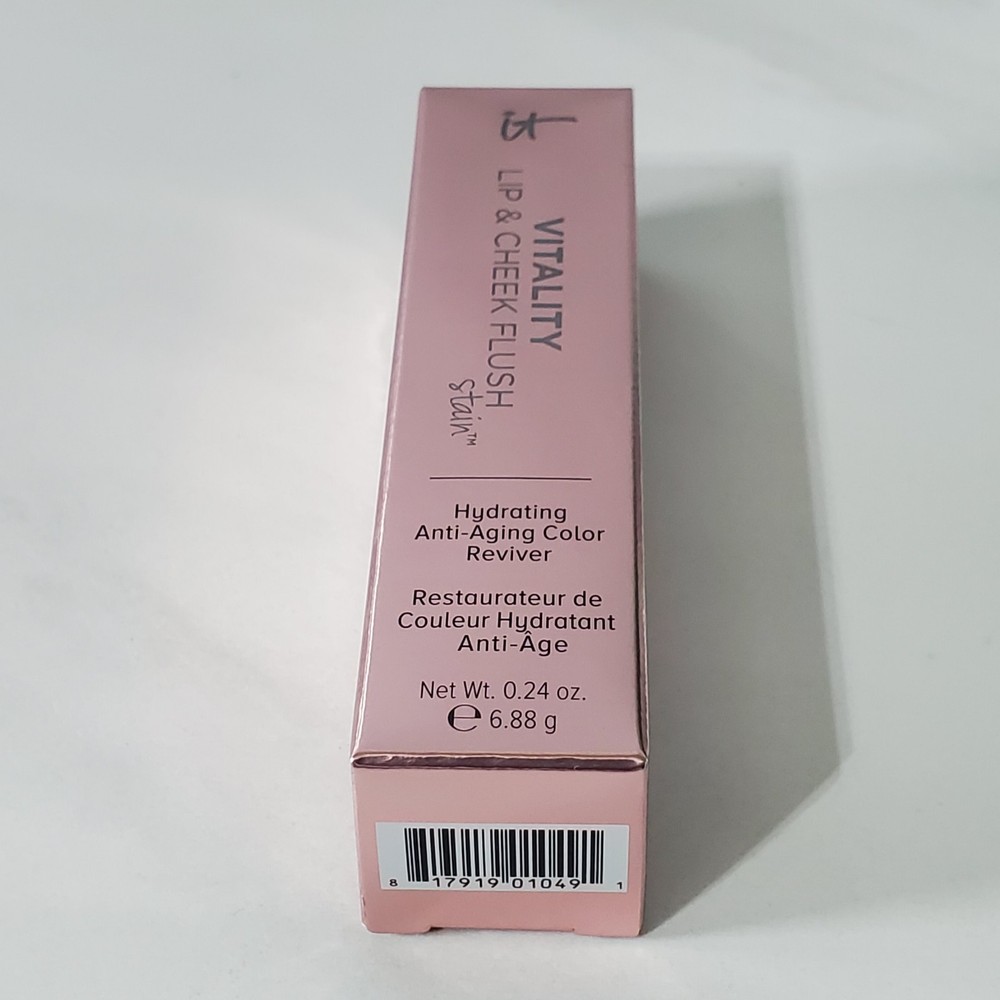 it
VITALITY
LIP & CHEEK FLUSH
stain™
Hydrating
Anti-Aging Color
Reviver
Restaurateur de
Couleur Hydratant
Anti-Âge
Net Wt. 0.24 oz.
℮ 6.88 g
8 17919 01049 1